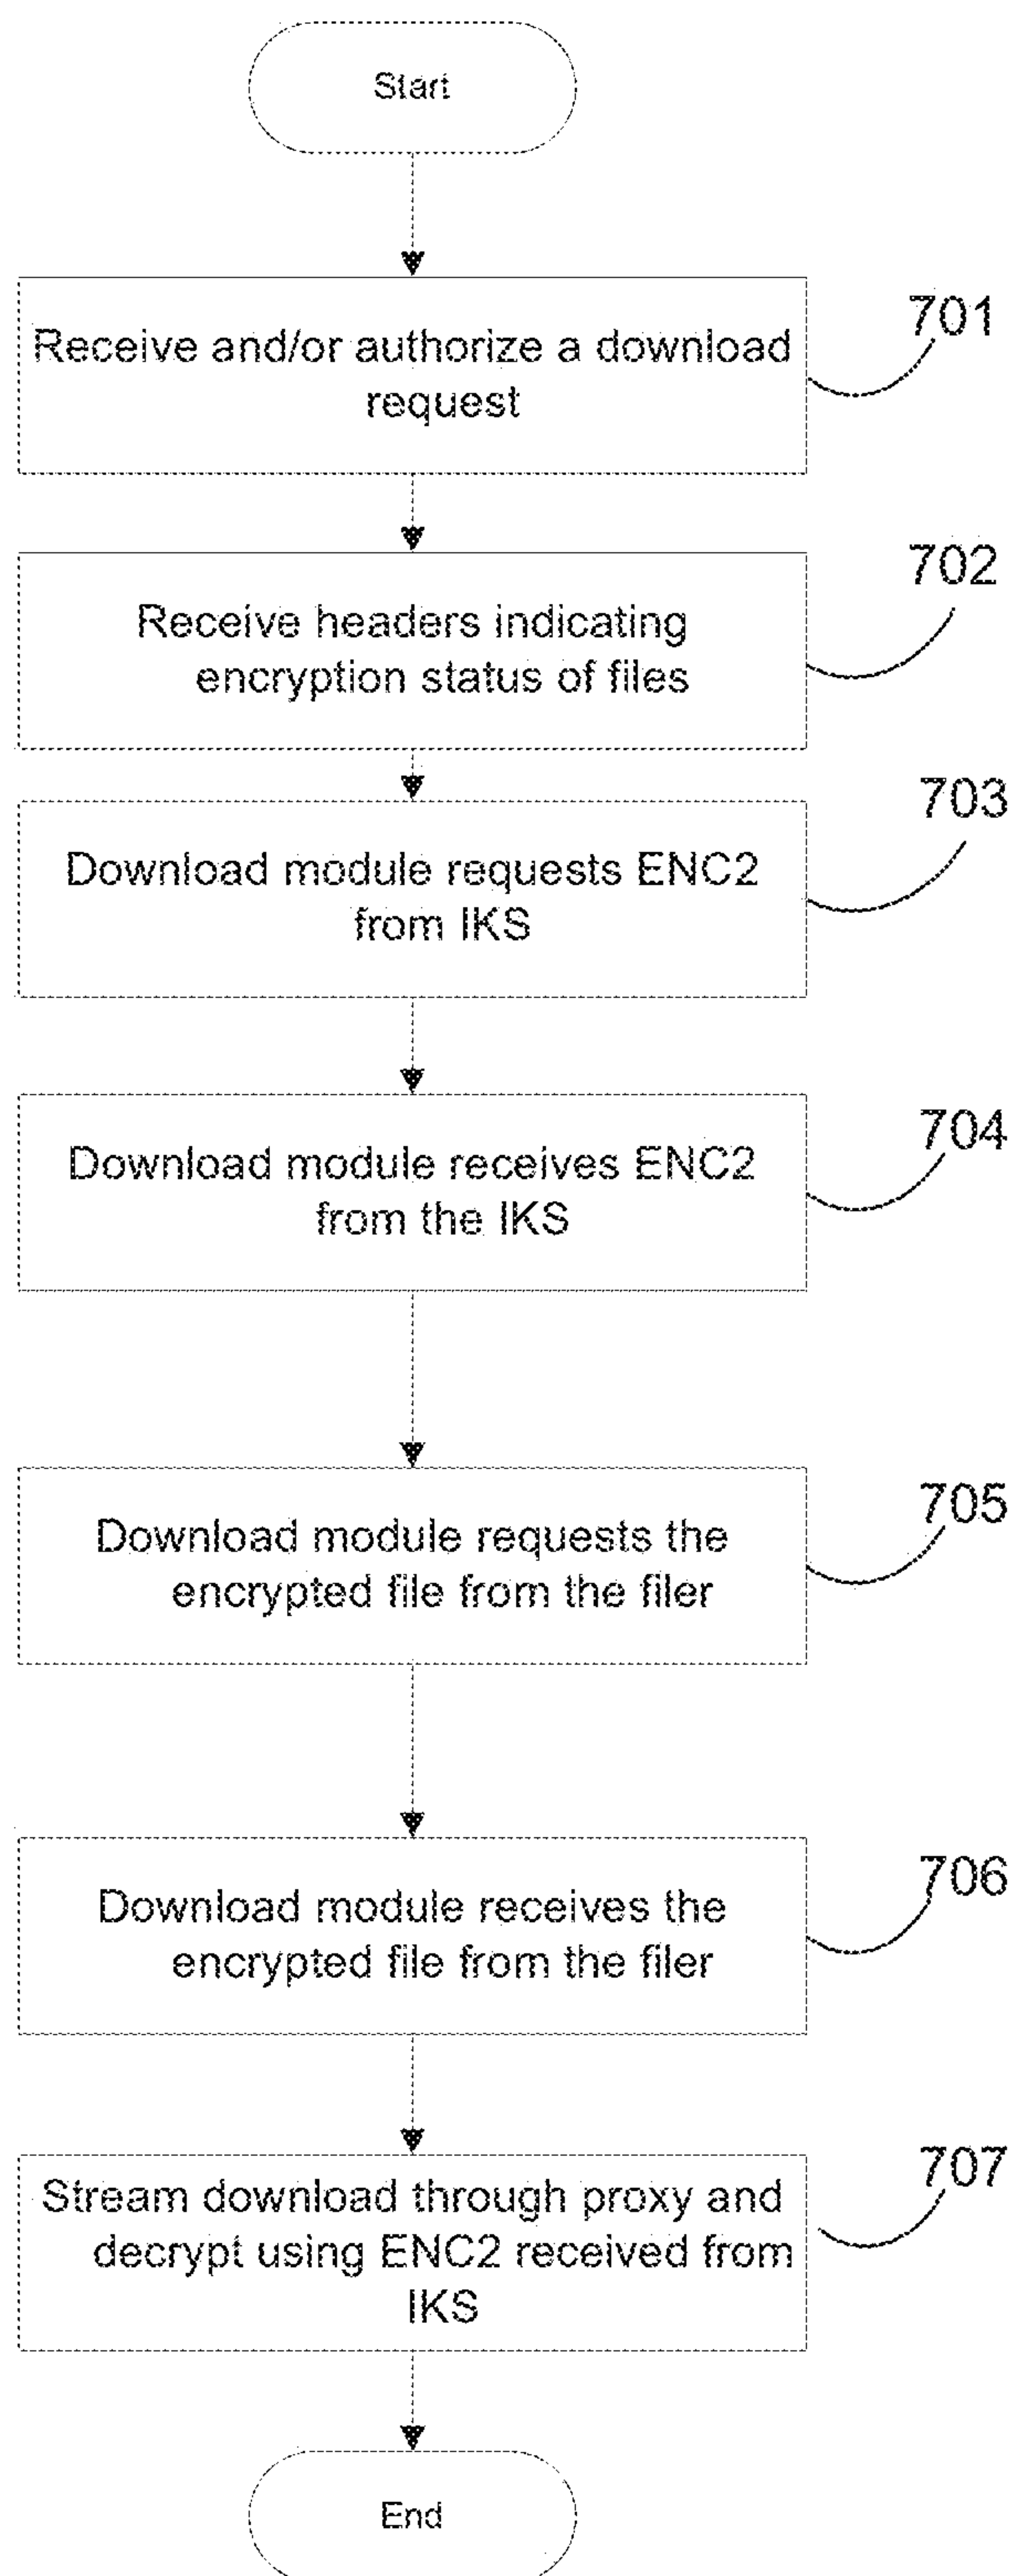 Start
Receive and/or authorize a download
request
701
Receive headers indicating
encryption status of files
702
Download module requests ENC2
from IKS
703
Download module receives ENC2
from the IKS
704
Download module requests the
encrypted file from the filer
705
Download module receives the
encrypted file from the filer
706
Stream download through proxy and
decrypt using ENC2 received from
IKS
707
End